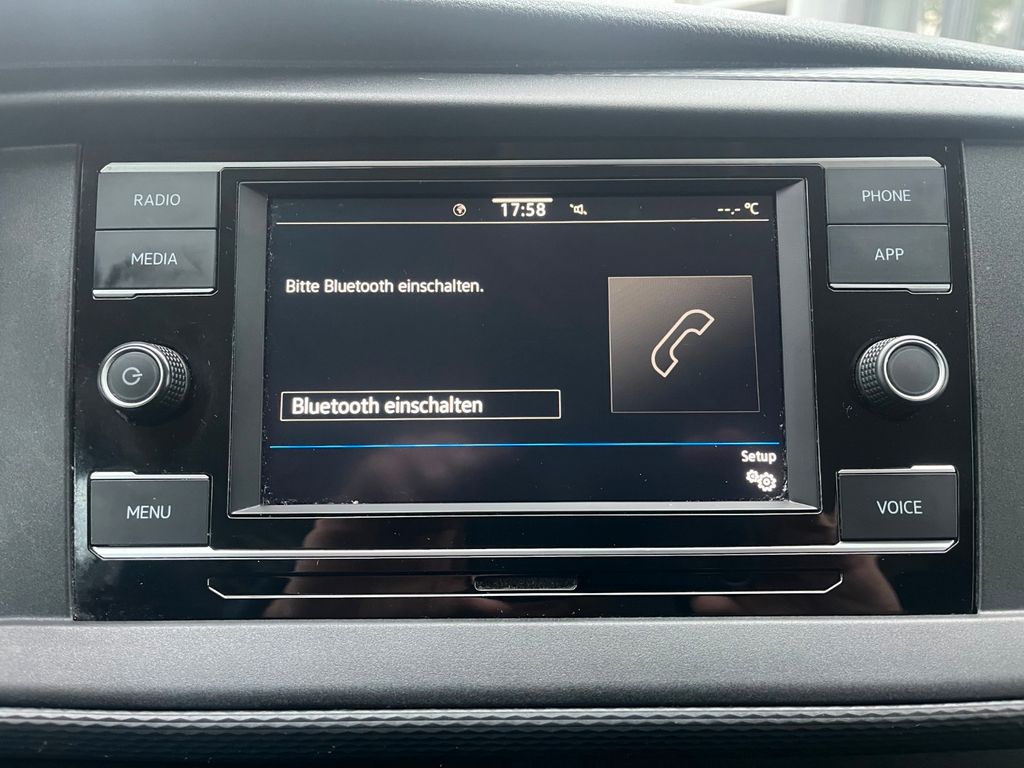 RADIO
MEDIA
MENU
17:58
--,- °C
Bitte Bluetooth einschalten.
Bluetooth einschalten
Setup
PHONE
APP
VOICE